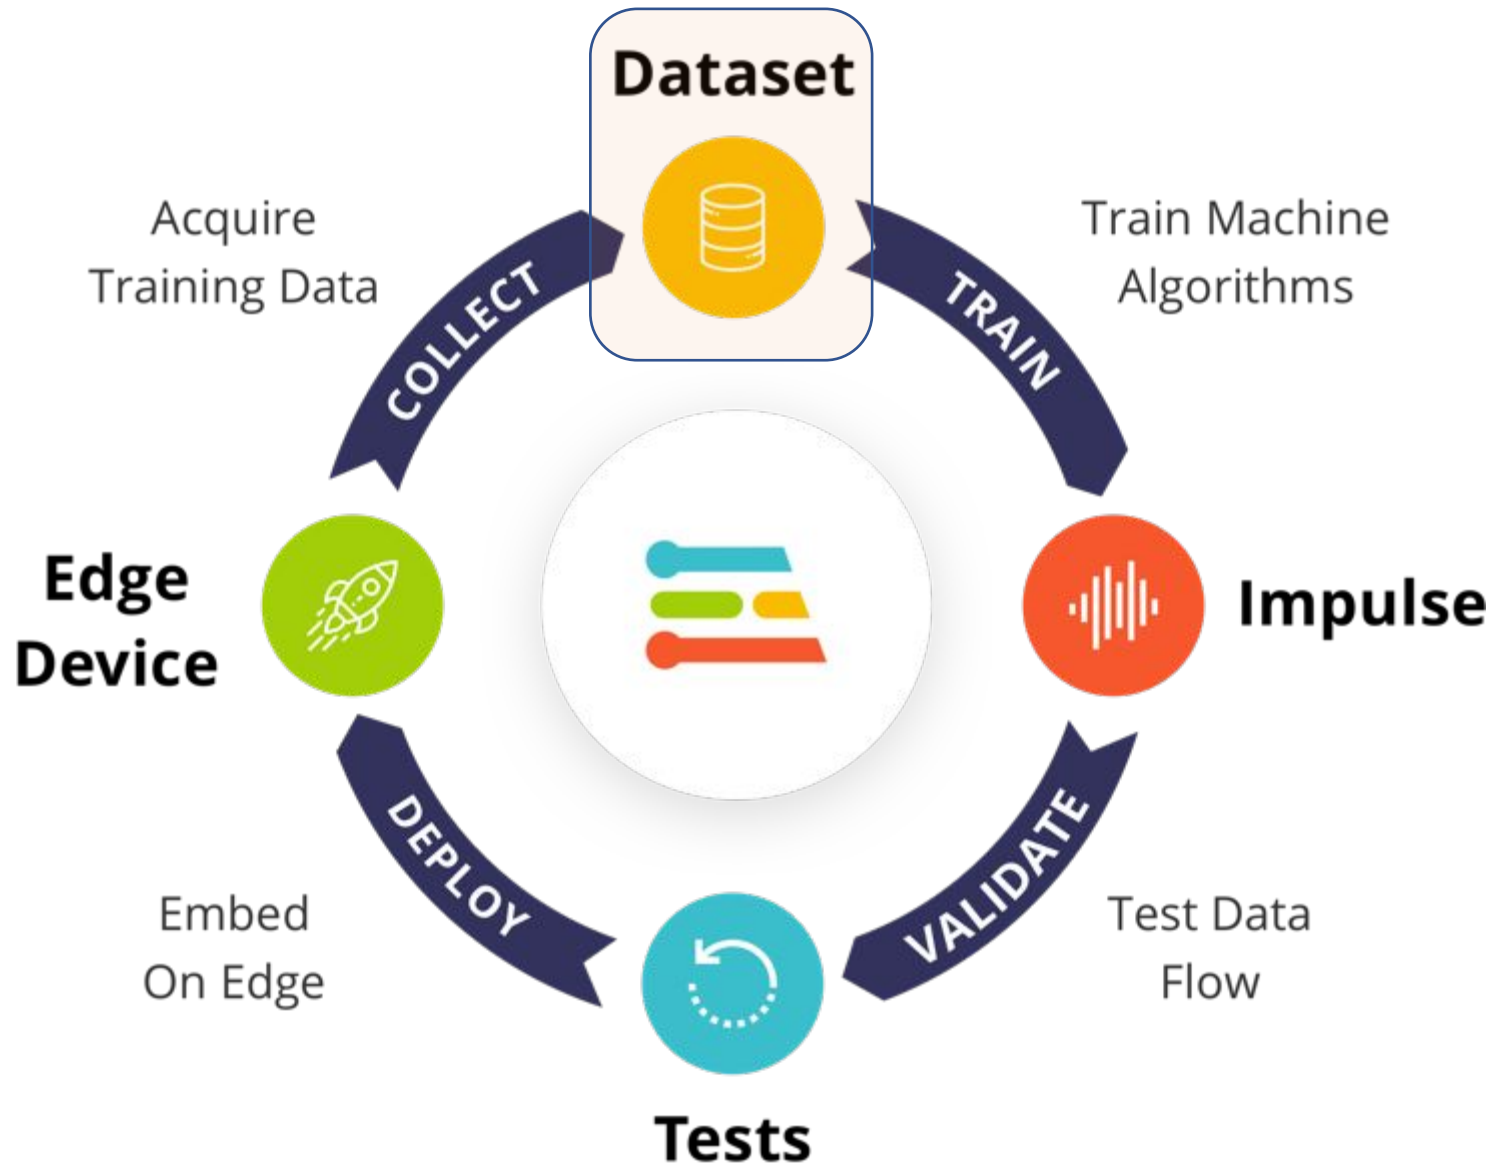 Dataset
Acquire
Training Data
COLLECT
TRAIN
Train Machine
Algorithms
Edge
Device
Impulse
DEPLOY
VALIDATE
Embed
On Edge
Test Data
Flow
Tests